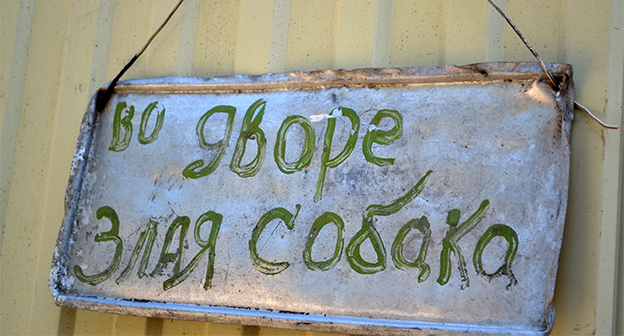 во дворе
злая собака